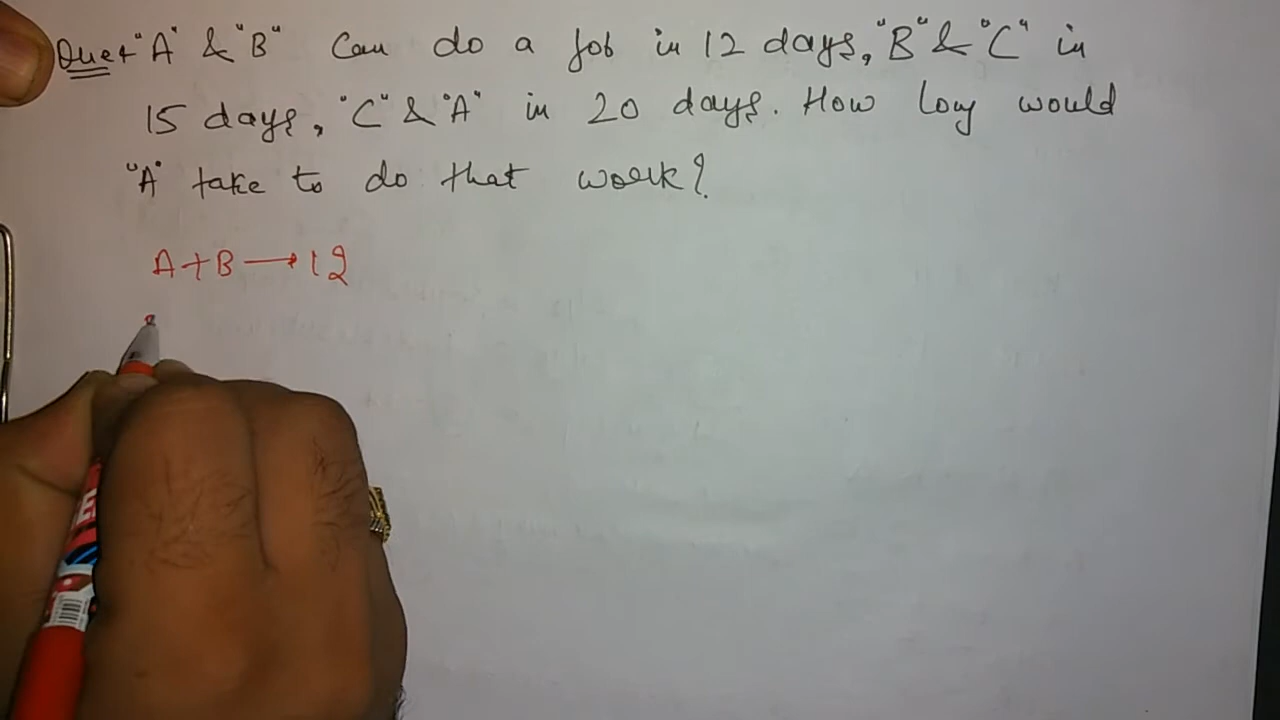 Que+ "A" & "B" Can do a job in 12 days, "B" & "C" in
15 days, "C" & "A" in 20 days. How long would
"A" take to do that work?
A+B→12